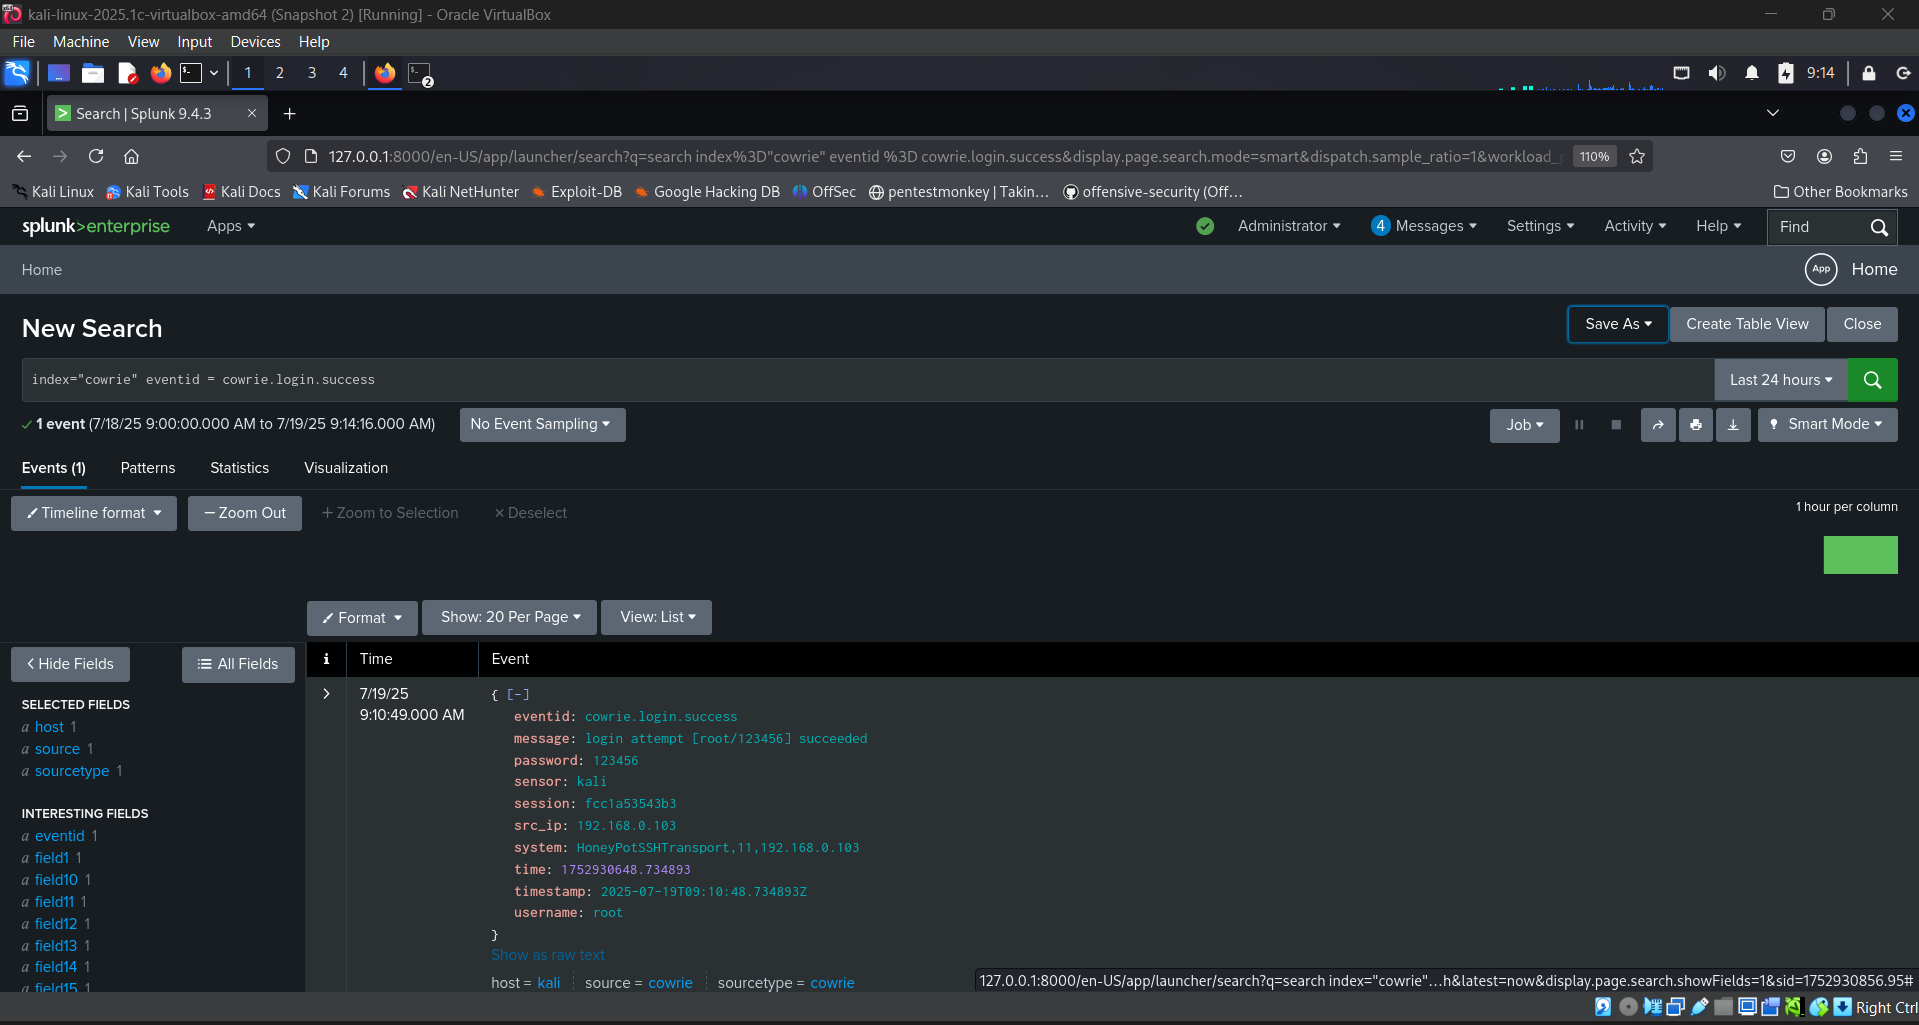 kali-linux-2025.1c-virtualbox-amd64 (Snapshot 2) [Running] - Oracle VirtualBox
File Machine View Input Devices Help
1 2 3 4 2 9:14
Search | Splunk 9.4.3
127.0.0.1:8000/en-US/app/launcher/search?q=search index%3D"cowrie" eventid %3D cowrie.login.success&display.page.search.mode=smart&dispatch.sample_ratio=1&workload_ 110%
Kali Linux Kali Tools Kali Docs Kali Forums Kali NetHunter Exploit-DB Google Hacking DB OffSec pentestmonkey | Takin… offensive-security (Off… Other Bookmarks
splunk>enterprise Apps Administrator 4 Messages Settings Activity Help Find
Home App Home
New Search Save As Create Table View Close
index="cowrie" eventid = cowrie.login.success Last 24 hours
1 event (7/18/25 9:00:00.000 AM to 7/19/25 9:14:16.000 AM) No Event Sampling Job Smart Mode
Events (1) Patterns Statistics Visualization
Timeline format — Zoom Out + Zoom to Selection × Deselect 1 hour per column
Format Show: 20 Per Page View: List
< Hide Fields All Fields i Time Event
SELECTED FIELDS
a host 1
a source 1
a sourcetype 1
INTERESTING FIELDS
a eventid 1
a field1 1
a field10 1
a field11 1
a field12 1
a field13 1
a field14 1
a field15 1
> 7/19/25
9:10:49.000 AM
{ [-]
eventid: cowrie.login.success
message: login attempt [root/123456] succeeded
password: 123456
sensor: kali
session: fcc1a53543b3
src_ip: 192.168.0.103
system: HoneyPotSSHTransport,11,192.168.0.103
time: 1752930648.734893
timestamp: 2025-07-19T09:10:48.734893Z
username: root
}
Show as raw text
host = kali source = cowrie sourcetype = cowrie
127.0.0.1:8000/en-US/app/launcher/search?q=search index="cowrie"…h&latest=now&display.page.search.showFields=1&sid=1752930856.95#
Right Ctrl